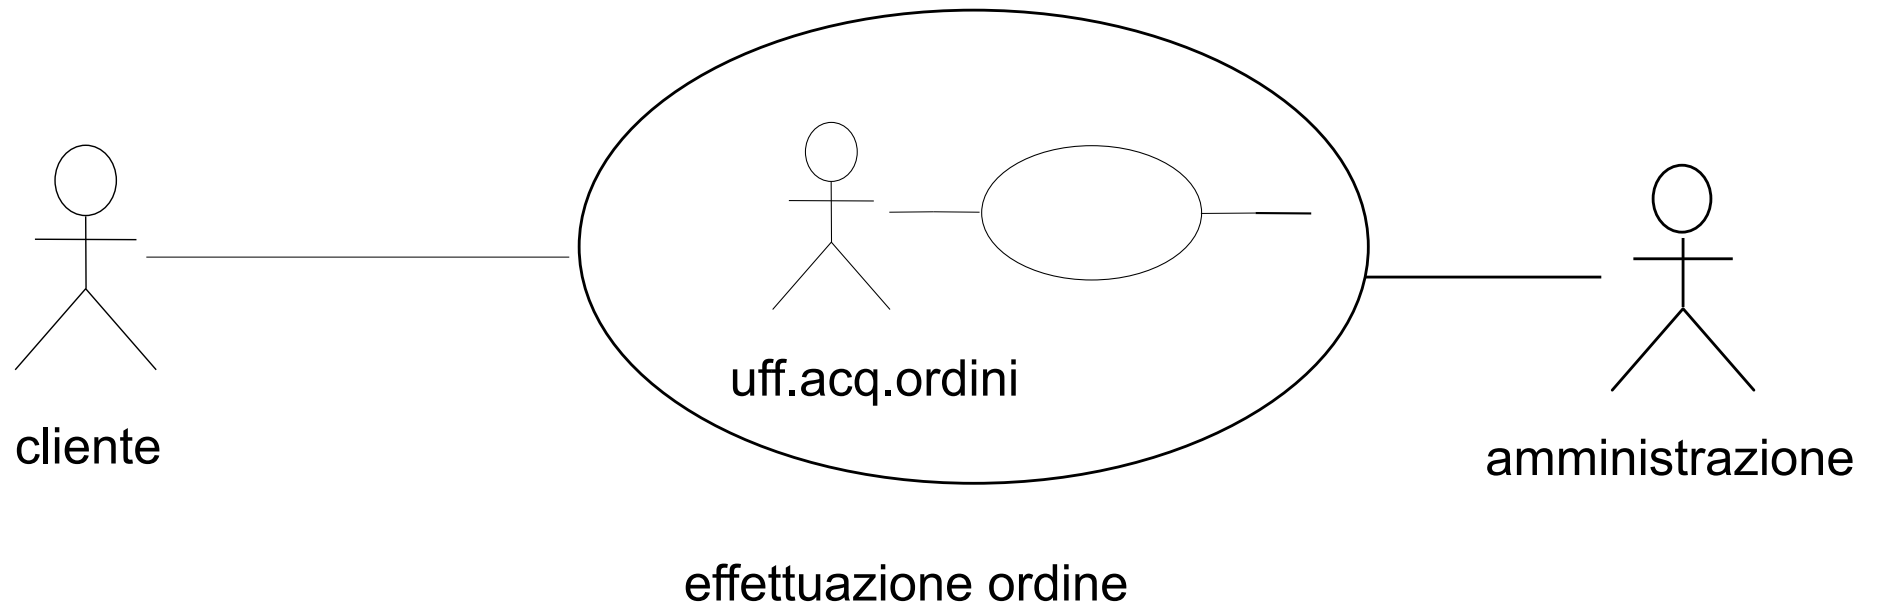 uff.acq.ordini
cliente
amministrazione
effettuazione ordine